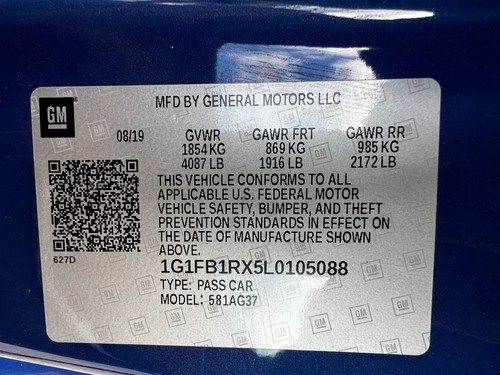 GM
MFD BY GENERAL MOTORS LLC
08/19 GVWR GAWR FRT GAWR RR
1854 KG 869 KG 985 KG
4087 LB 1916 LB 2172 LB
THIS VEHICLE CONFORMS TO ALL
APPLICABLE U.S. FEDERAL MOTOR
VEHICLE SAFETY, BUMPER, AND THEFT
PREVENTION STANDARDS IN EFFECT ON
THE DATE OF MANUFACTURE SHOWN
ABOVE.
627D
1G1FB1RX5L0105088
TYPE: PASS CAR
MODEL: 581AG37